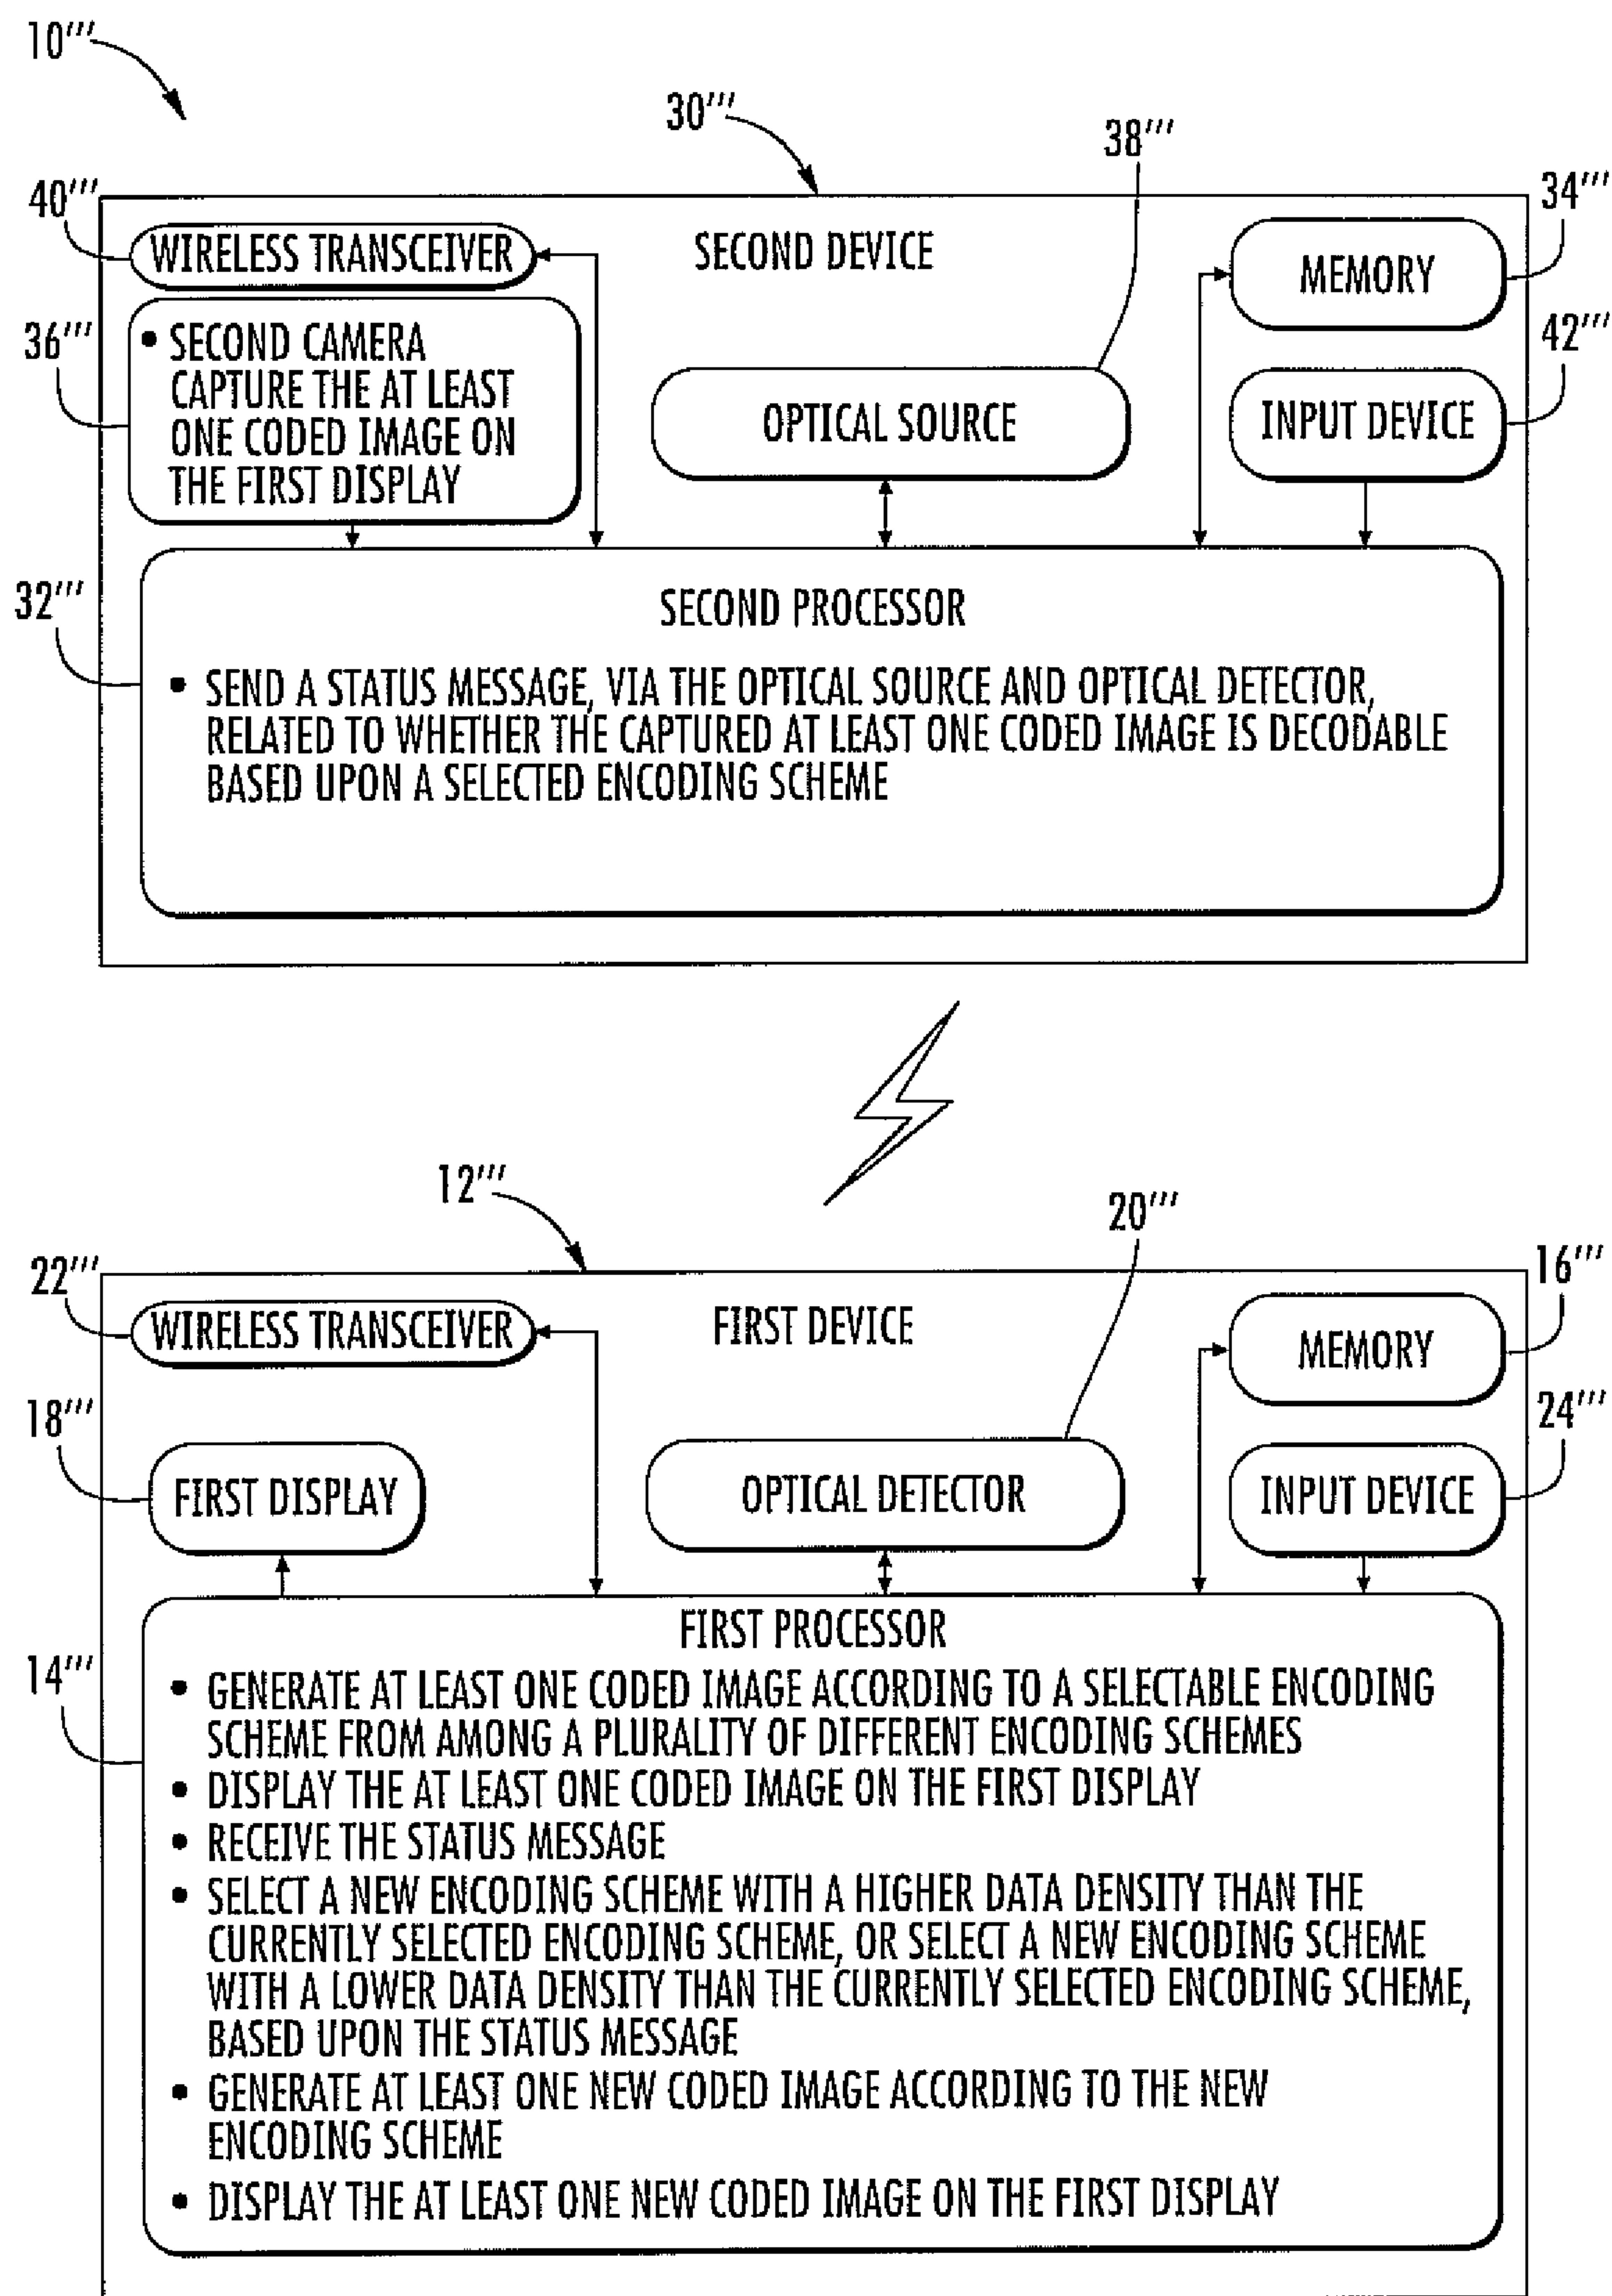 10'''
30'''
38'''
40'''
34'''
WIRELESS TRANSCEIVER
SECOND DEVICE
MEMORY
36'''
• SECOND CAMERA
CAPTURE THE AT LEAST
ONE CODED IMAGE ON
THE FIRST DISPLAY
42'''
OPTICAL SOURCE
INPUT DEVICE
32'''
SECOND PROCESSOR
• SEND A STATUS MESSAGE, VIA THE OPTICAL SOURCE AND OPTICAL DETECTOR,
RELATED TO WHETHER THE CAPTURED AT LEAST ONE CODED IMAGE IS DECODABLE
BASED UPON A SELECTED ENCODING SCHEME
12'''
20'''
22'''
16'''
WIRELESS TRANSCEIVER
FIRST DEVICE
MEMORY
18'''
24'''
FIRST DISPLAY
OPTICAL DETECTOR
INPUT DEVICE
14'''
FIRST PROCESSOR
• GENERATE AT LEAST ONE CODED IMAGE ACCORDING TO A SELECTABLE ENCODING
SCHEME FROM AMONG A PLURALITY OF DIFFERENT ENCODING SCHEMES
• DISPLAY THE AT LEAST ONE CODED IMAGE ON THE FIRST DISPLAY
• RECEIVE THE STATUS MESSAGE
• SELECT A NEW ENCODING SCHEME WITH A HIGHER DATA DENSITY THAN THE
CURRENTLY SELECTED ENCODING SCHEME, OR SELECT A NEW ENCODING SCHEME
WITH A LOWER DATA DENSITY THAN THE CURRENTLY SELECTED ENCODING SCHEME,
BASED UPON THE STATUS MESSAGE
• GENERATE AT LEAST ONE NEW CODED IMAGE ACCORDING TO THE NEW
ENCODING SCHEME
• DISPLAY THE AT LEAST ONE NEW CODED IMAGE ON THE FIRST DISPLAY